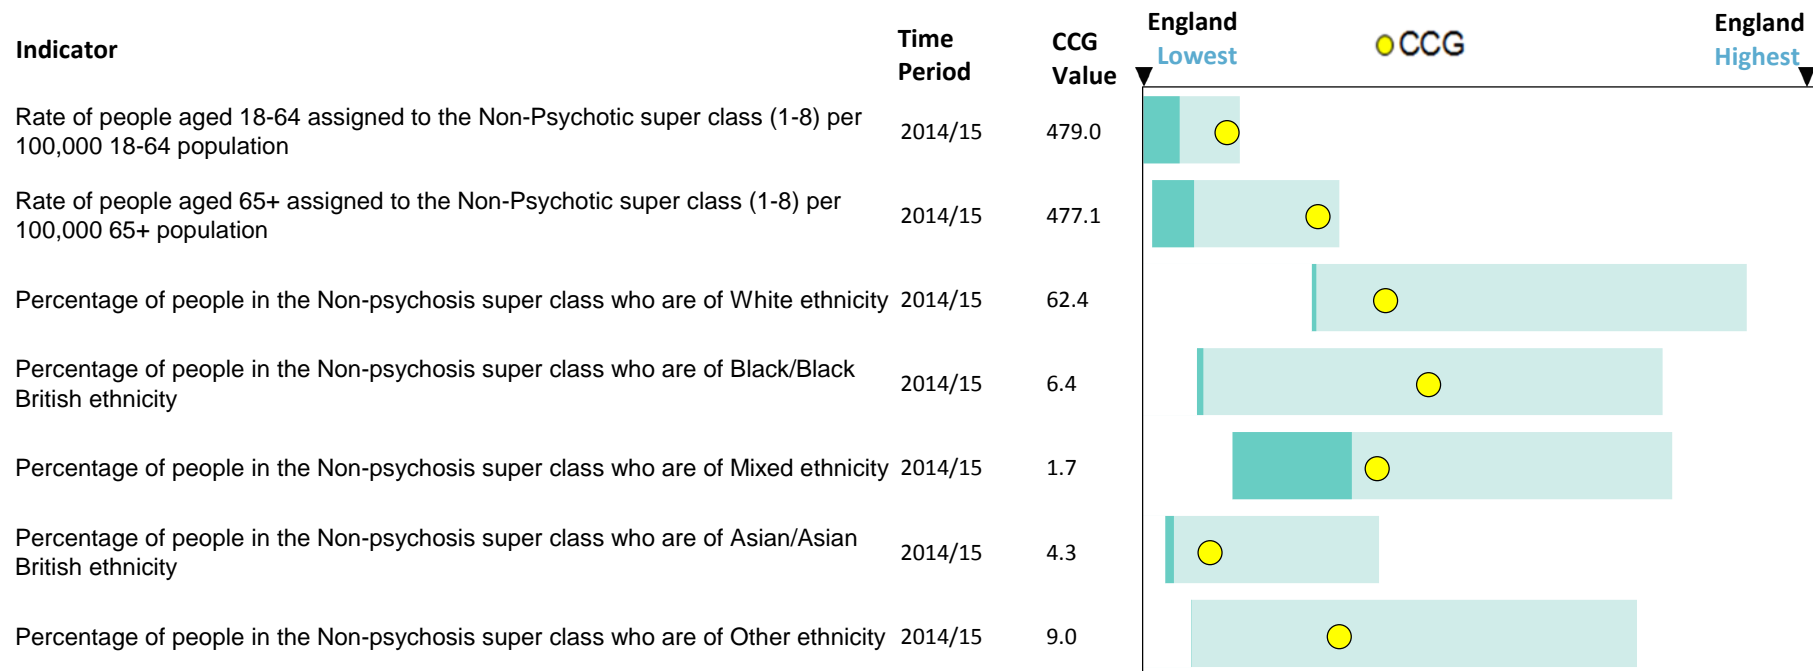 Indicator
Time Period
CCG Value
England Lowest
CCG
England Highest
Rate of people aged 18-64 assigned to the Non-Psychotic super class (1-8) per
100,000 18-64 population
2014/15
479.0
Rate of people aged 65+ assigned to the Non-Psychotic super class (1-8) per
100,000 65+ population
2014/15
477.1
Percentage of people in the Non-psychosis super class who are of White ethnicity
2014/15
62.4
Percentage of people in the Non-psychosis super class who are of Black/Black
British ethnicity
2014/15
6.4
Percentage of people in the Non-psychosis super class who are of Mixed ethnicity
2014/15
1.7
Percentage of people in the Non-psychosis super class who are of Asian/Asian
British ethnicity
2014/15
4.3
Percentage of people in the Non-psychosis super class who are of Other ethnicity
2014/15
9.0